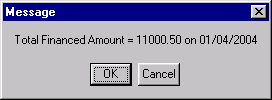 Message
Total Financed Amount = 11000.50 on 01/04/2004
OK
Cancel